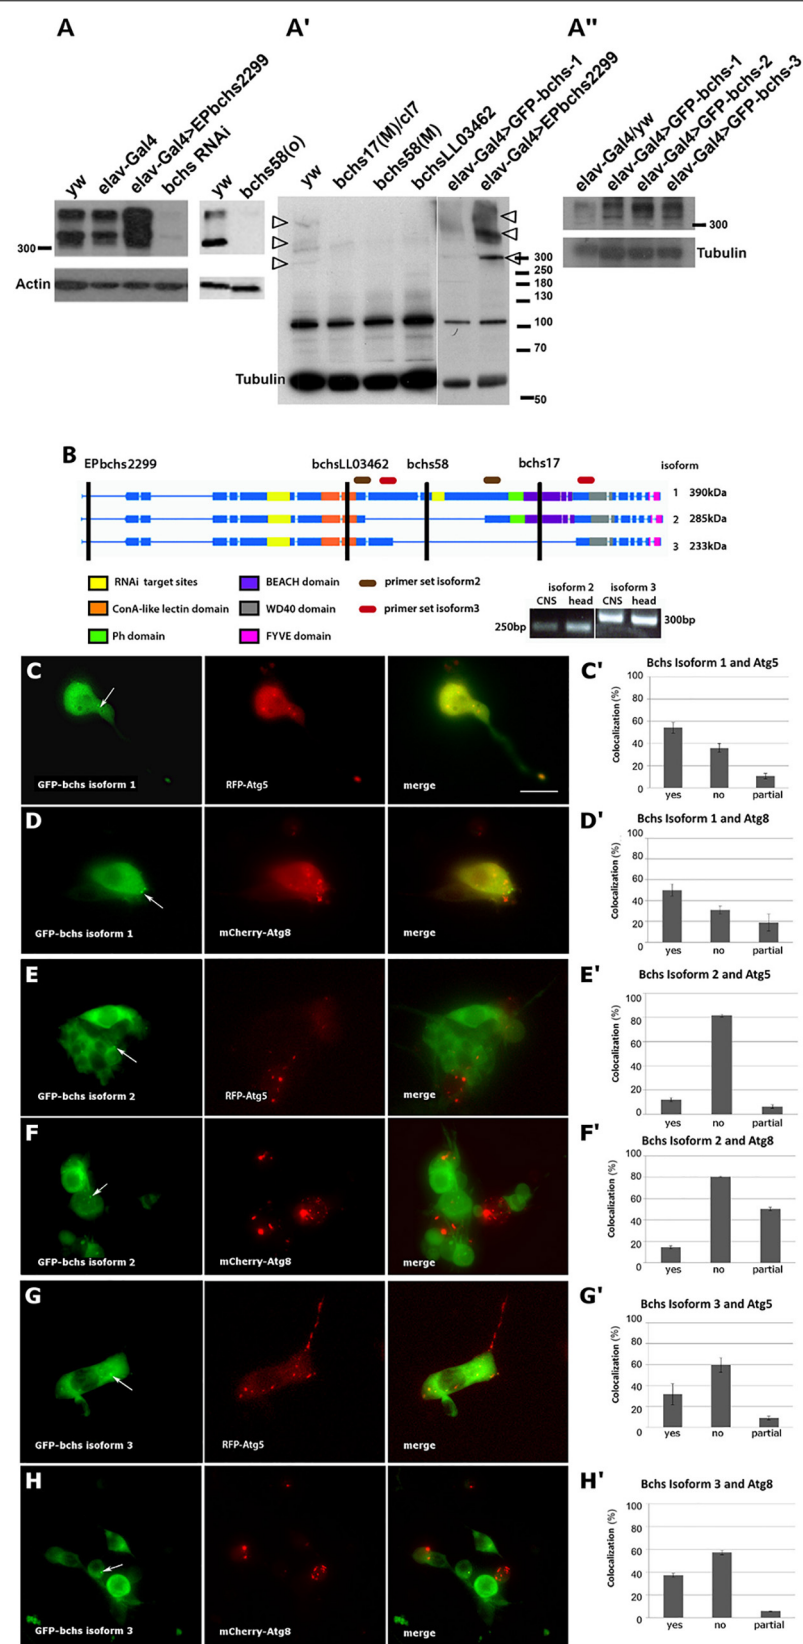 A
A'
A"
yw
elav-Gal4
elav-Gal4>EPbchs2299
bchs RNAi
yw
bchs58(o)
yw
bchs17(M)/cl7
bchs58(M)
bchsLL03462
elav-Gal4>GFP-bchs-1
elav-Gal4>EPbchs2299
elav-Gal4/yw
elav-Gal4>GFP-bchs-1
elav-Gal4>GFP-bchs-2
elav-Gal4>GFP-bchs-3
300
Actin
300
250
180
130
100
70
50
Tubulin
300
Tubulin
B
EPbchs2299
bchsLL03462
bchs58
bchs17
isoform
1 390kDa
2 285kDa
3 233kDa
RNAi target sites
BEACH domain
primer set isoform2
ConA-like lectin domain
WD40 domain
primer set isoform3
Ph domain
FYVE domain
isoform 2
isoform 3
CNS head
CNS head
250bp
300bp
C
GFP-bchs isoform 1
RFP-Atg5
merge
C'
Bchs Isoform 1 and Atg5
Colocalization (%)
100
80
60
40
20
0
yes no partial
D
GFP-bchs isoform 1
mCherry-Atg8
merge
D'
Bchs Isoform 1 and Atg8
Colocalization (%)
100
80
60
40
20
0
yes no partial
E
GFP-bchs isoform 2
RFP-Atg5
merge
E'
Bchs Isoform 2 and Atg5
Colocalization (%)
100
80
60
40
20
0
yes no partial
F
GFP-bchs isoform 2
mCherry-Atg8
merge
F'
Bchs Isoform 2 and Atg8
Colocalization (%)
100
80
60
40
20
0
yes no partial
G
GFP-bchs isoform 3
RFP-Atg5
merge
G'
Bchs Isoform 3 and Atg5
Colocalization (%)
100
80
60
40
20
0
yes no partial
H
GFP-bchs isoform 3
mCherry-Atg8
merge
H'
Bchs Isoform 3 and Atg8
Colocalization (%)
100
80
60
40
20
0
yes no partial